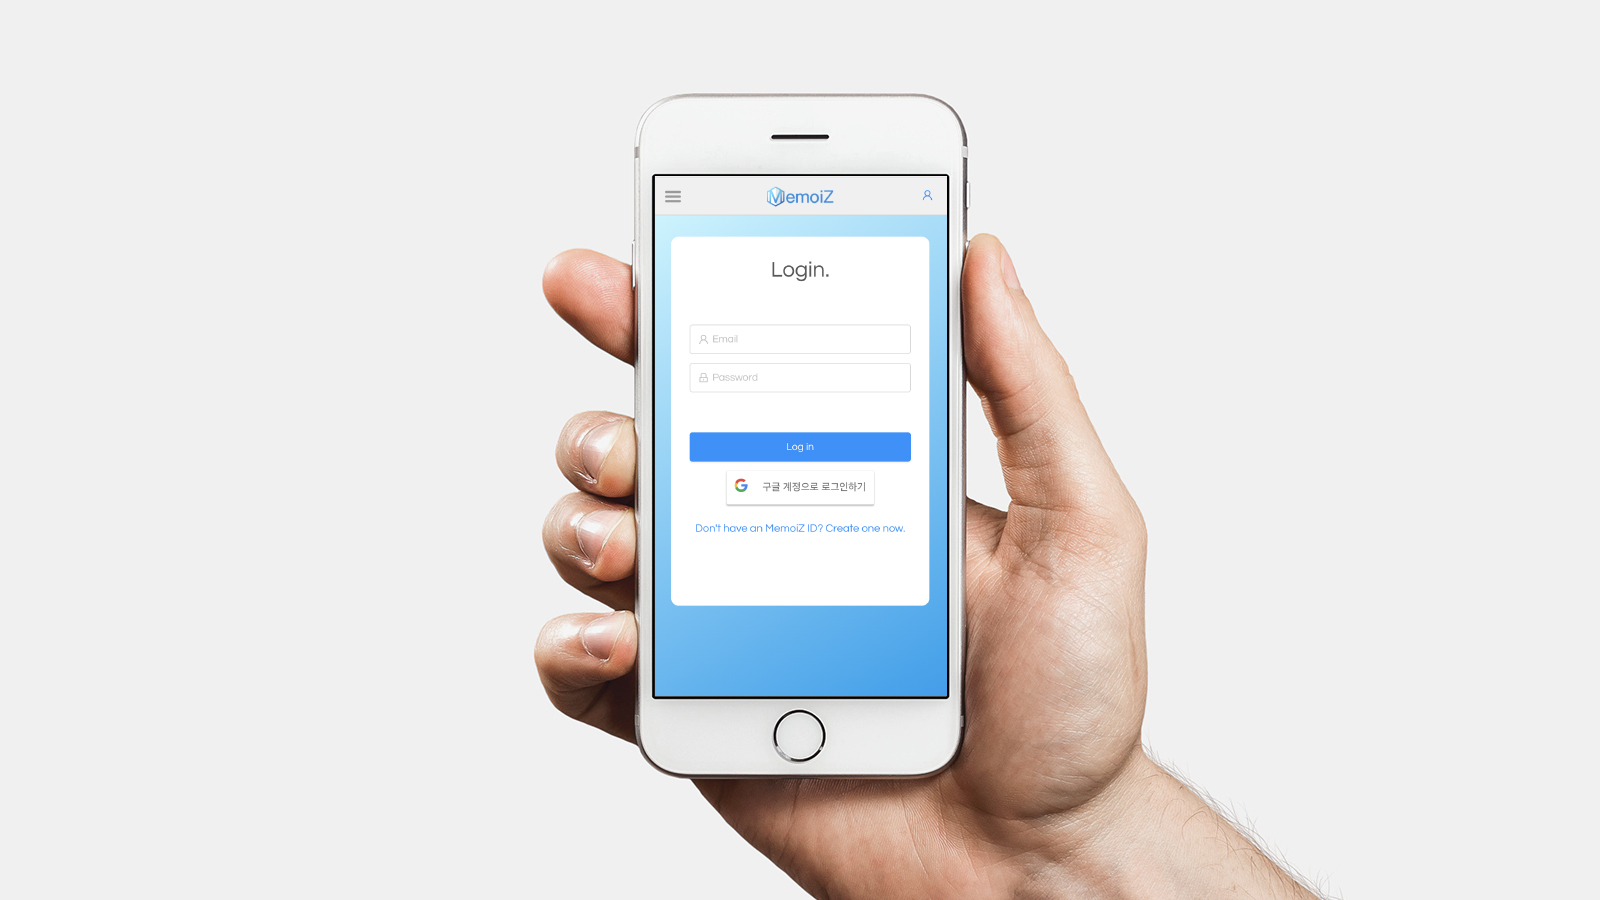 MemoiZ
Login.
Email
Password
Log in
구글 계정으로 로그인하기
Don't have an MemoiZ ID? Create one now.